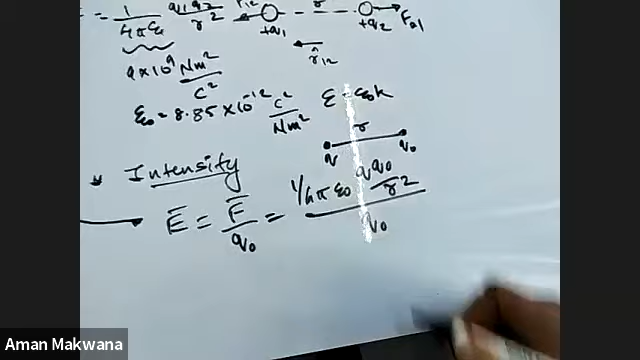 = 1/4πε₀ q₁q₂/r² F₁₂ +q₁ r +q₂ F₂₁
r̂₁₂
9×10⁹ Nm²/C²
ε₀ = 8.85×10⁻¹² C²/Nm² ε = ε₀k
r
q q₀
* Intensity
E = F/q₀ = 1/4πε₀ qq₀/r² / q₀
Aman Makwana